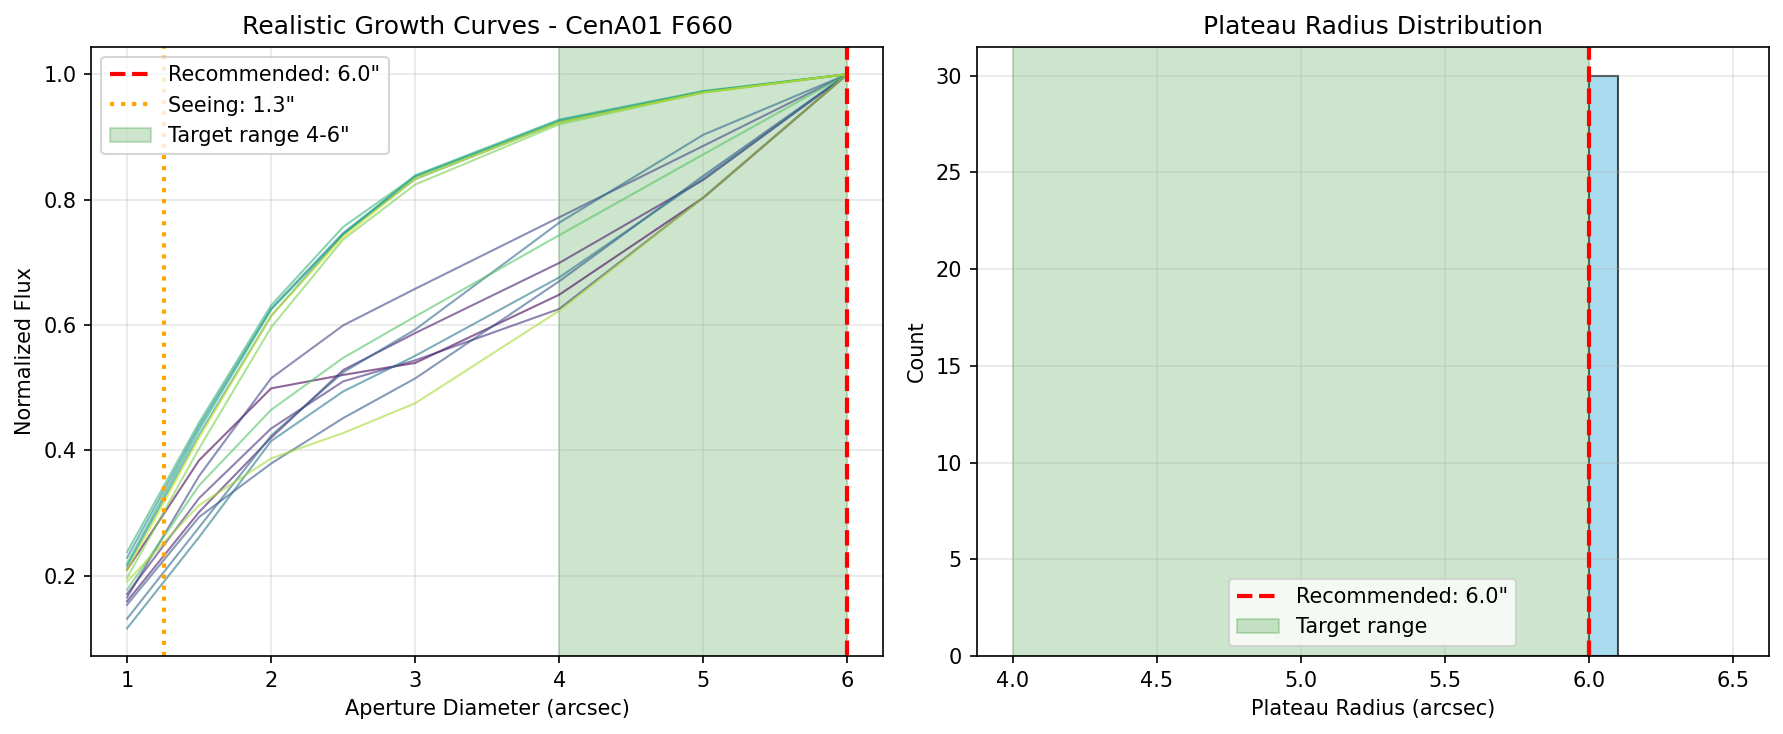 Realistic Growth Curves - CenA01 F660
Recommended: 6.0"
Seeing: 1.3"
Target range 4-6"
1.0
0.8
0.6
0.4
0.2
Normalized Flux
1 2 3 4 5 6
Aperture Diameter (arcsec)
Plateau Radius Distribution
30
25
20
15
10
5
0
Count
Recommended: 6.0"
Target range
4.0 4.5 5.0 5.5 6.0 6.5
Plateau Radius (arcsec)